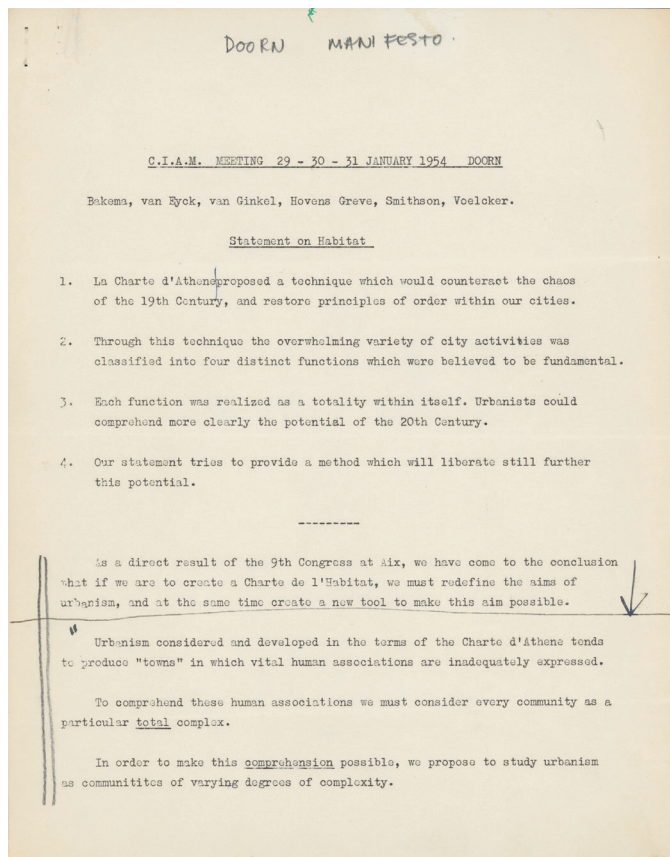 DOORN MANIFESTO.
C.I.A.M. MEETING 29 - 30 - 31 JANUARY 1954 DOORN
Bakema, van Eyck, van Ginkel, Hovens Greve, Smithson, Voelcker.
Statement on Habitat
1. La Charte d'Athene proposed a technique which would counteract the chaos
of the 19th Century, and restore principles of order within our cities.
2. Through this technique the overwhelming variety of city activities was
classified into four distinct functions which were believed to be fundamental.
3. Each function was realized as a totality within itself. Urbanists could
comprehend more clearly the potential of the 20th Century.
4. Our statement tries to provide a method which will liberate still further
this potential.
---------
As a direct result of the 9th Congress at Aix, we have come to the conclusion
what if we are to create a Charte de l'Habitat, we must redefine the aims of
urbanism, and at the same time create a new tool to make this aim possible.
"
Urbanism considered and developed in the terms of the Charte d'Athene tends
to produce "towns" in which vital human associations are inadequately expressed.
To comprehend these human associations we must consider every community as a
particular total complex.
In order to make this comprehension possible, we propose to study urbanism
as communitites of varying degrees of complexity.